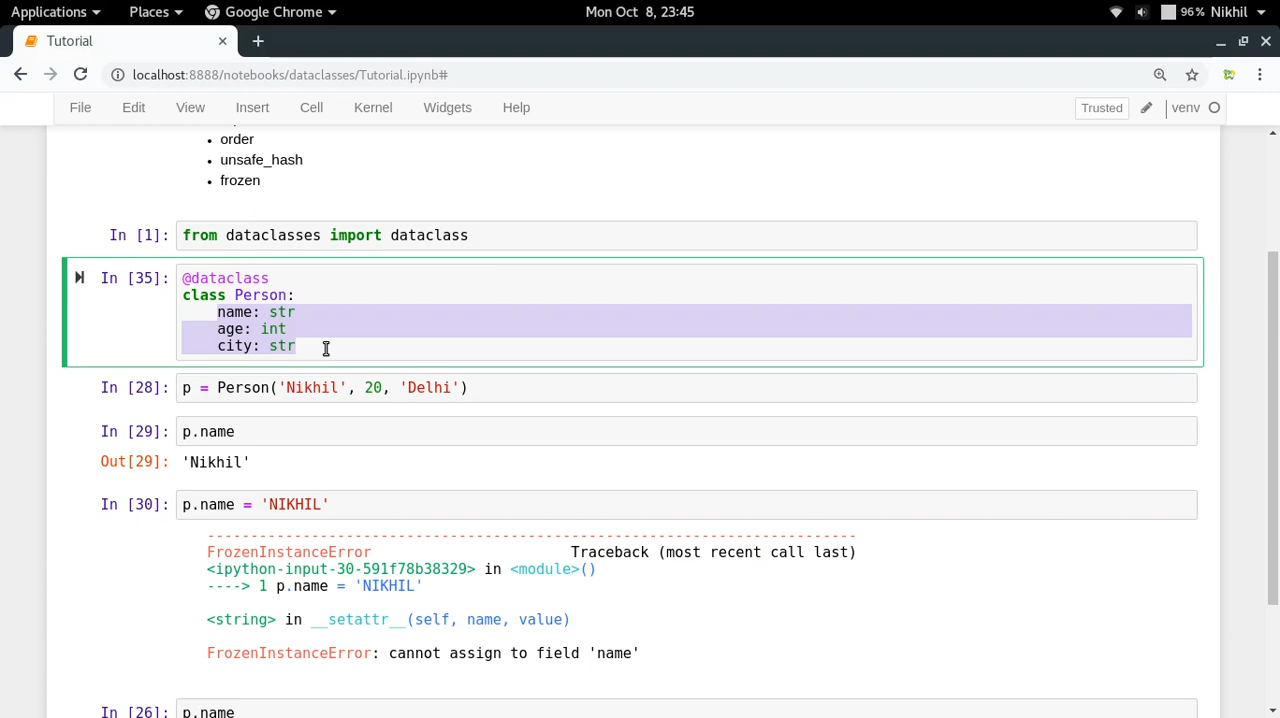 Applications Places Google Chrome Mon Oct 8, 23:45 96% Nikhil
Tutorial
localhost:8888/notebooks/dataclasses/Tutorial.ipynb#
File Edit View Insert Cell Kernel Widgets Help Trusted venv
order
unsafe_hash
frozen
In [1]: from dataclasses import dataclass
In [35]: @dataclass
class Person:
name: str
age: int
city: str
In [28]: p = Person('Nikhil', 20, 'Delhi')
In [29]: p.name
Out[29]: 'Nikhil'
In [30]: p.name = 'NIKHIL'
---------------------------------------------------------------------------
FrozenInstanceError Traceback (most recent call last)
<ipython-input-30-591f78b38329> in <module>()
----> 1 p.name = 'NIKHIL'
<string> in __setattr__(self, name, value)
FrozenInstanceError: cannot assign to field 'name'
In [26]: p.name